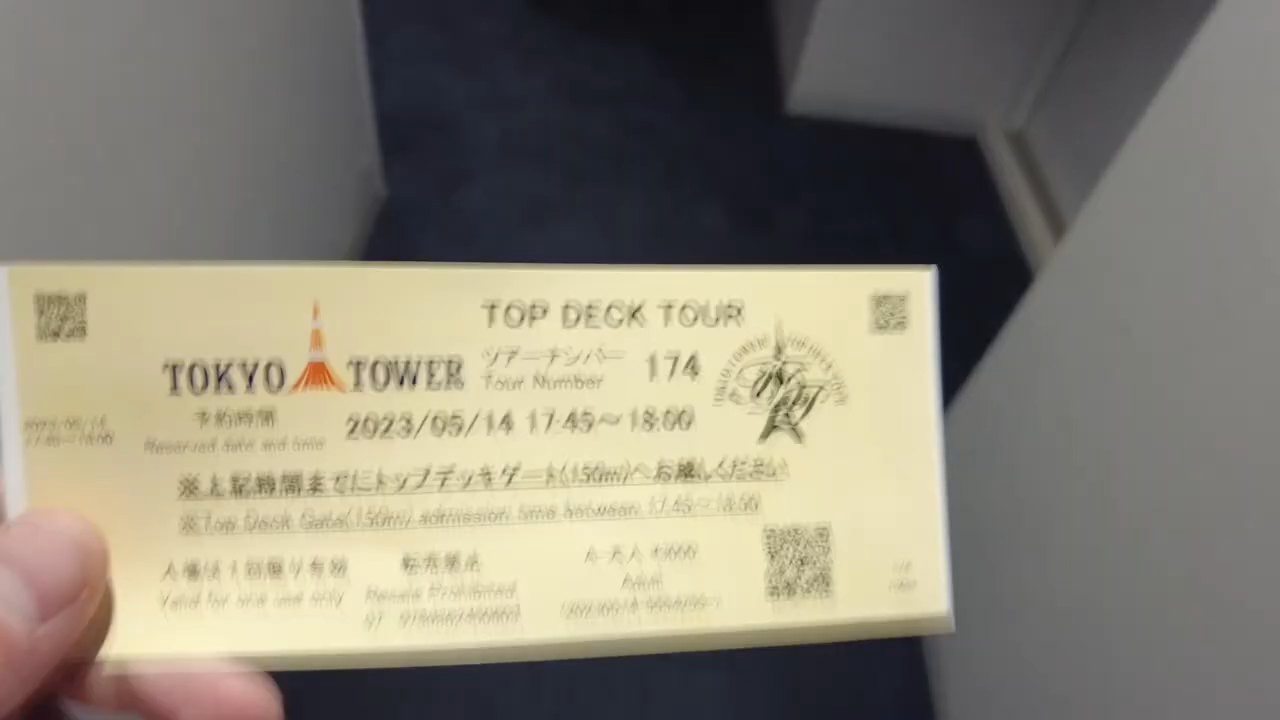 TOP DECK TOUR
TOKYO TOWER
ツアーナンバー
Tour Number
174
予約時間
Reserved date and time
2023/05/14 17:45～18:00
※上記時間までにトップデッキゲート(150m)へお越しください
※Top Deck Gate(150m) admission time between 17:45～18:00
入場は1回限り有効
Valid for one use only
転売禁止
Resale Prohibited
Adult